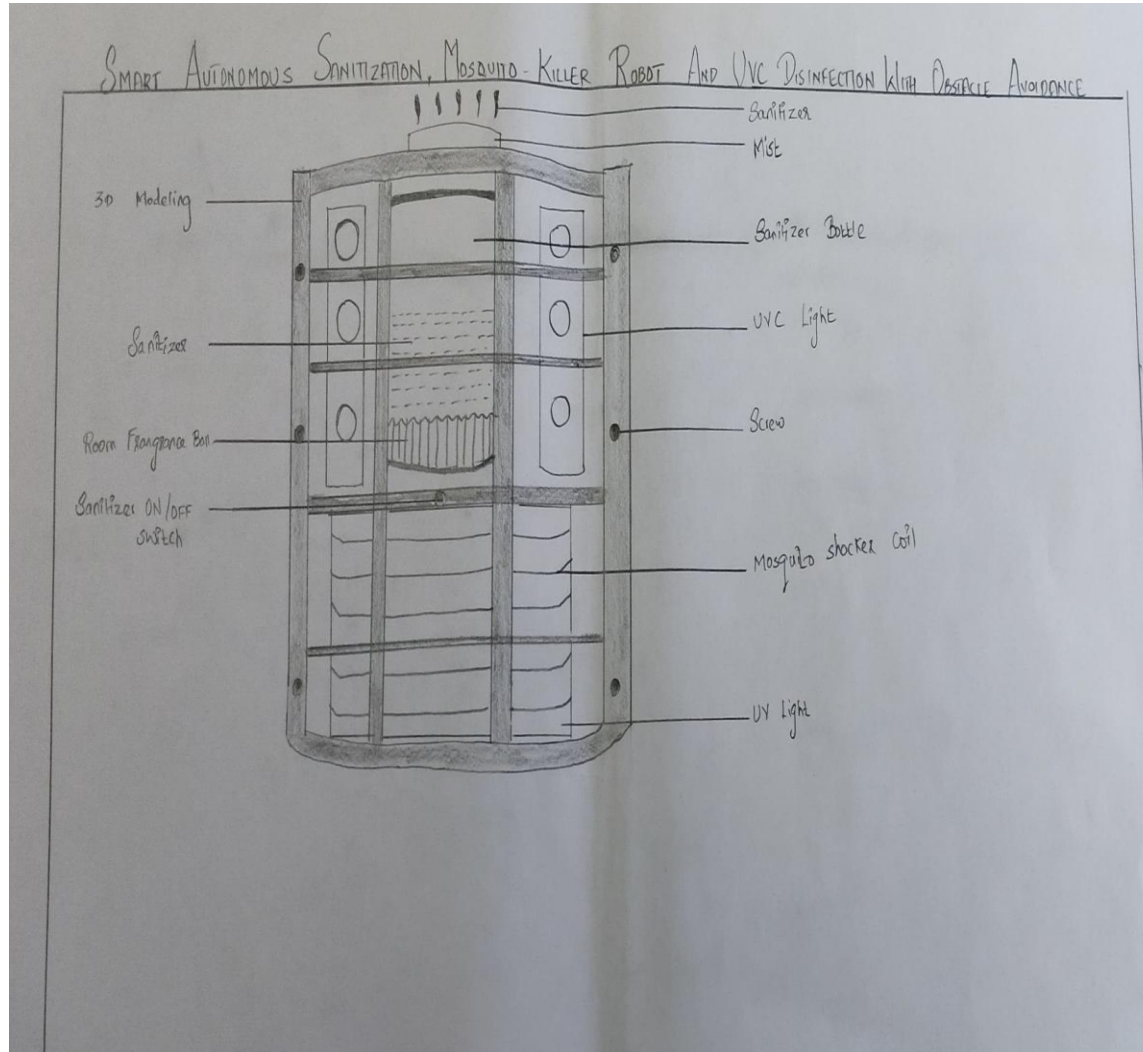 SMART AUTONOMOUS SANITIZATION, MOSQUITO-KILLER ROBOT AND UVC DISINFECTION WITH OBSTACLE AVOIDANCE
Sanitizer
Mist
3D Modeling
Sanitizer Bottle
UVC Light
Sanitizer
Screw
Room Frangrance Ball
Sanitizer ON/OFF
switch
Mosquito shocker coil
UV Light